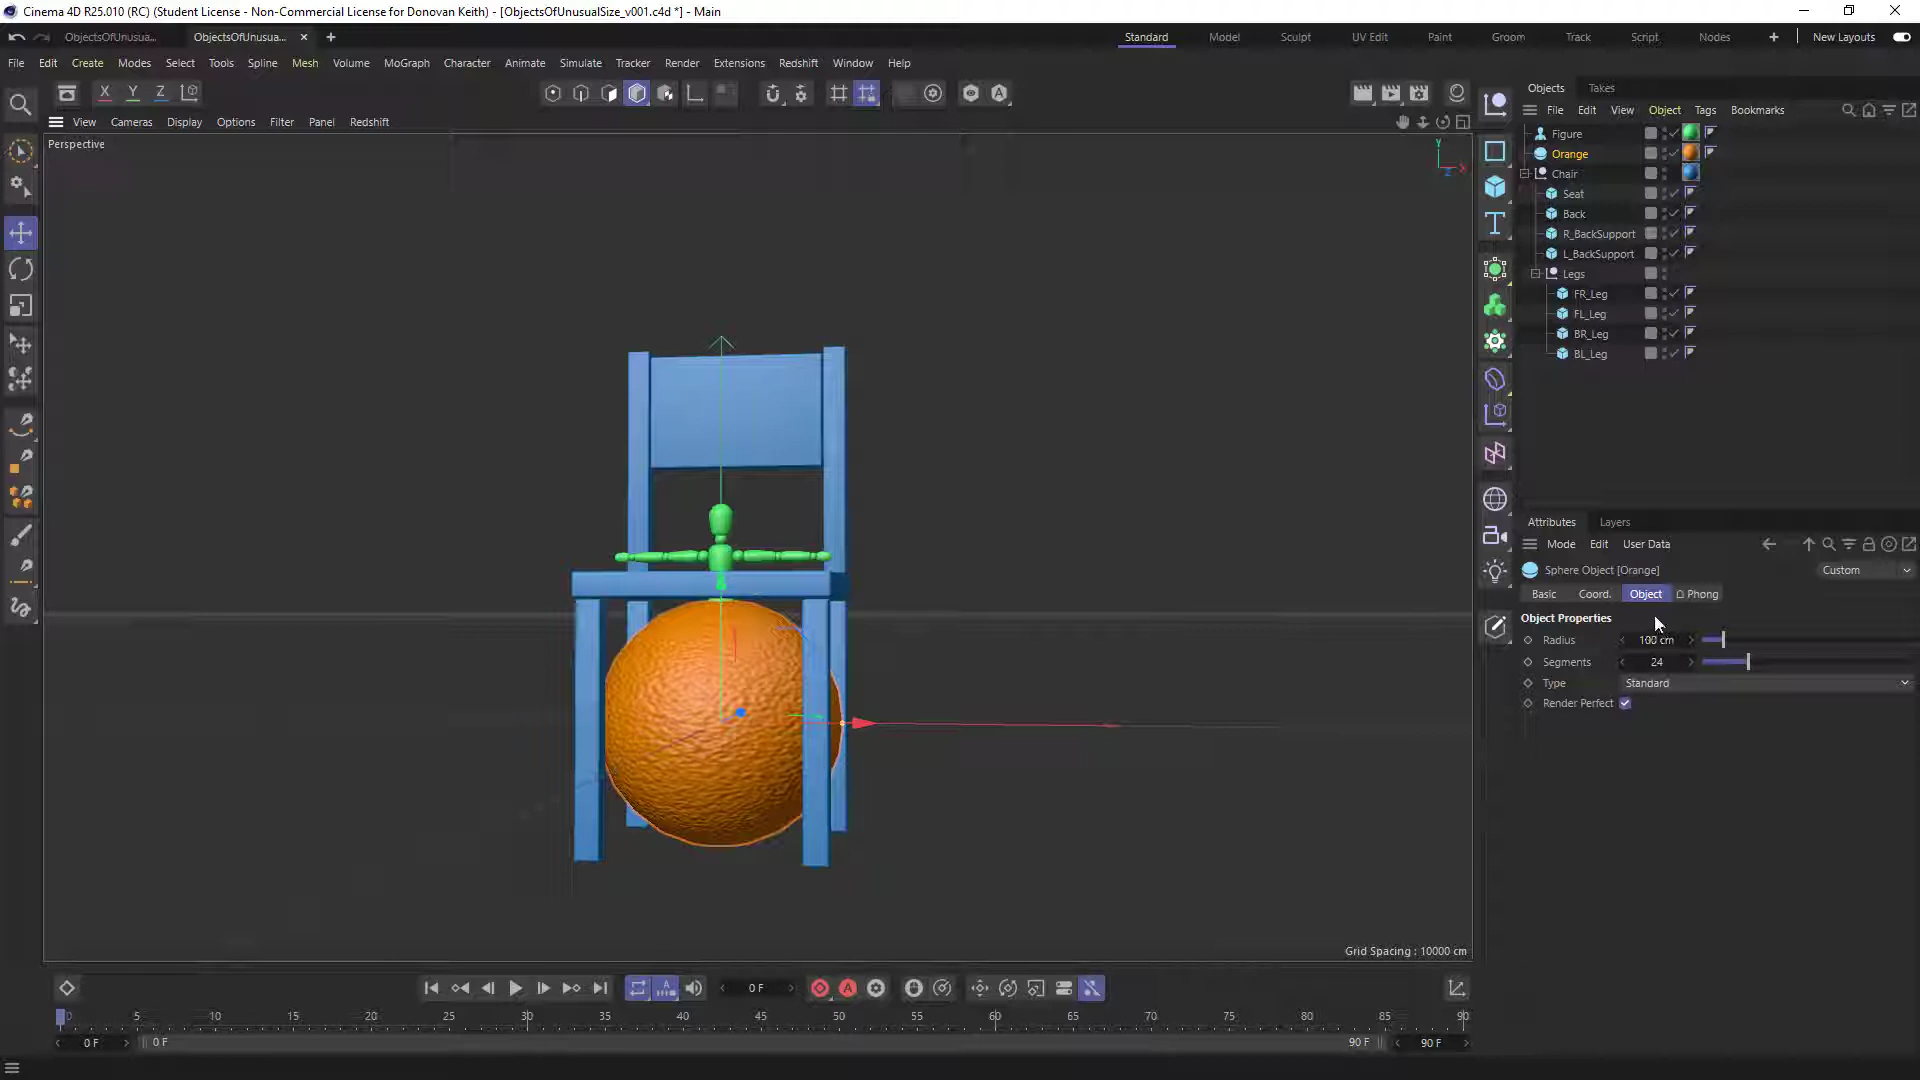 Cinema 4D R25.010 (RC) (Student License - Non-Commercial License for Donovan Keith) - [ObjectsOfUnusualSize_v001.c4d *] - Main
ObjectsOfUnusua... ObjectsOfUnusua... Standard Model Sculpt UV Edit Paint Groom Track Script Nodes New Layouts
File Edit Create Modes Select Tools Spline Mesh Volume MoGraph Character Animate Simulate Tracker Render Extensions Redshift Window Help
X Y Z
View Cameras Display Options Filter Panel Redshift
Perspective
Y
X
Z
Grid Spacing : 10000 cm
Objects Takes
File Edit View Object Tags Bookmarks
Figure
Orange
Chair
Seat
Back
R_BackSupport
L_BackSupport
Legs
FR_Leg
FL_Leg
BR_Leg
BL_Leg
Attributes Layers
Mode Edit User Data
Sphere Object [Orange] Custom
Basic Coord. Object Phong
Object Properties
Radius 100 cm
Segments 24
Type Standard
Render Perfect
0 F
0 5 10 15 20 25 30 35 40 45 50 55 60 65 70 75 80 85 90
0 F 0 F 90 F 90 F